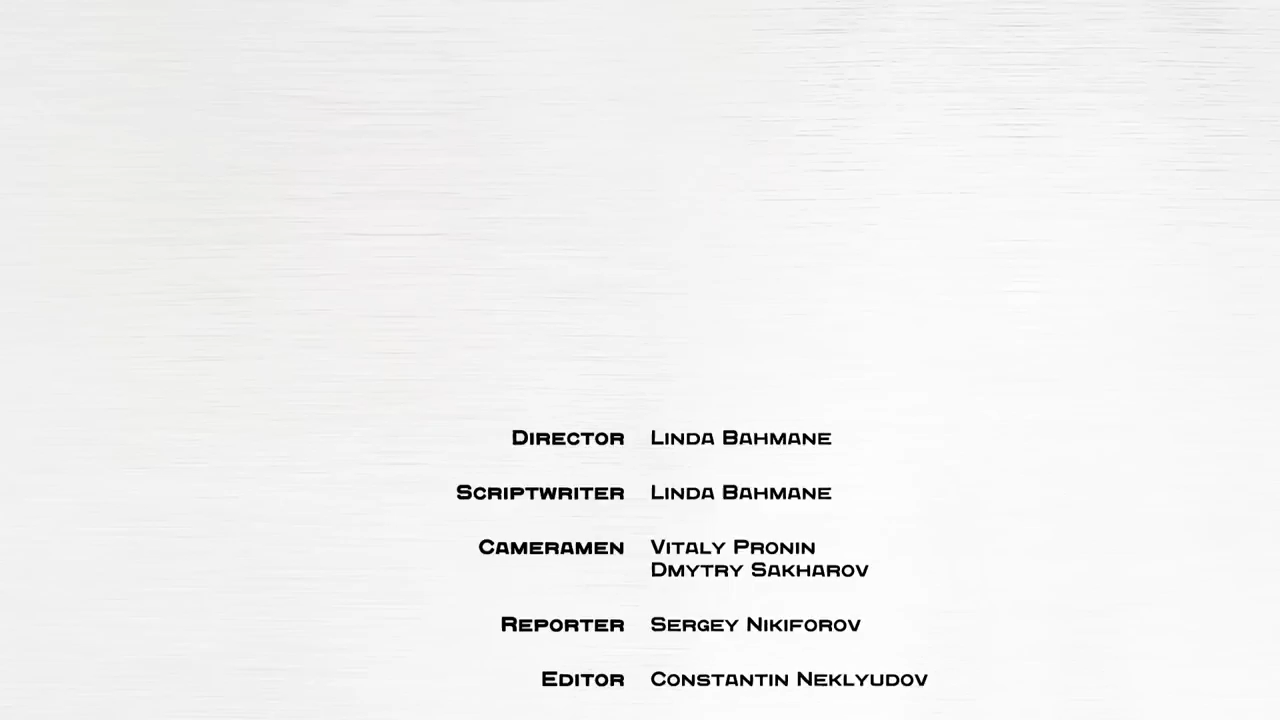 Director Linda Bahmane
Scriptwriter Linda Bahmane
Cameramen Vitaly Pronin
Dmytry Sakharov
Reporter Sergey Nikiforov
Editor Constantin Neklyudov